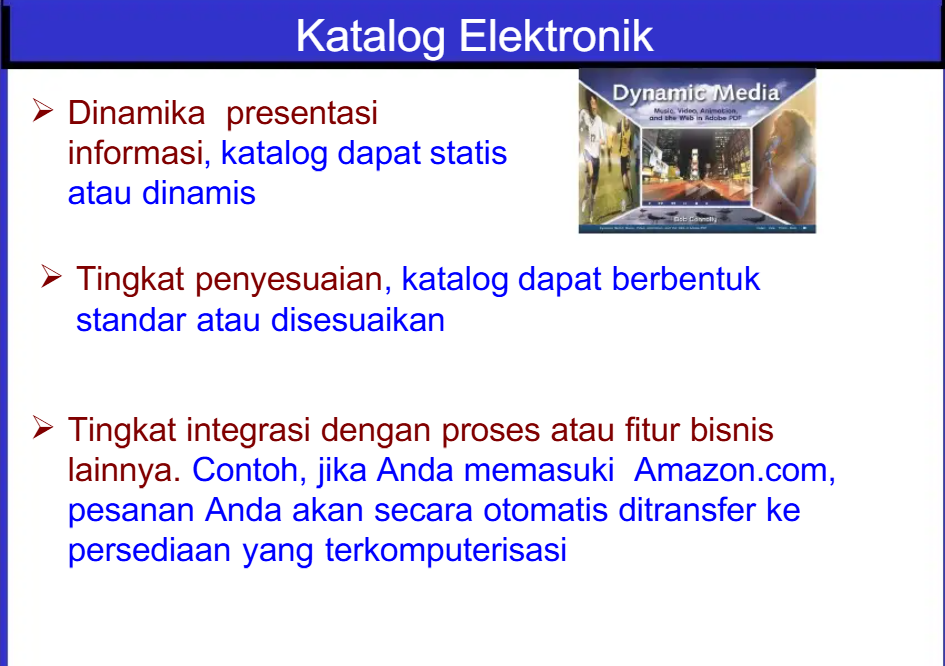 Katalog Elektronik
Dinamika presentasi
informasi, katalog dapat statis
atau dinamis
Dynamic Media
Music, Video, Animation,
and the Web in Adobe PDF
Bob Connolly
Tingkat penyesuaian, katalog dapat berbentuk
standar atau disesuaikan
Tingkat integrasi dengan proses atau fitur bisnis
lainnya. Contoh, jika Anda memasuki Amazon.com,
pesanan Anda akan secara otomatis ditransfer ke
persediaan yang terkomputerisasi